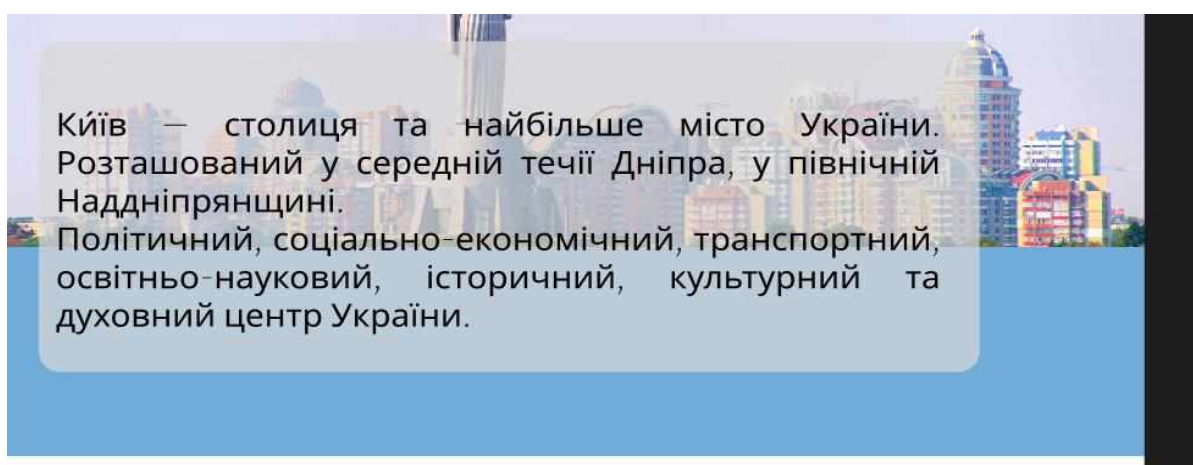 Ки́їв — столиця та найбільше місто України.
Розташований у середній течії Дніпра, у північній
Наддніпрянщині.
Політичний, соціально-економічний, транспортний,
освітньо-науковий, історичний, культурний та
духовний центр України.